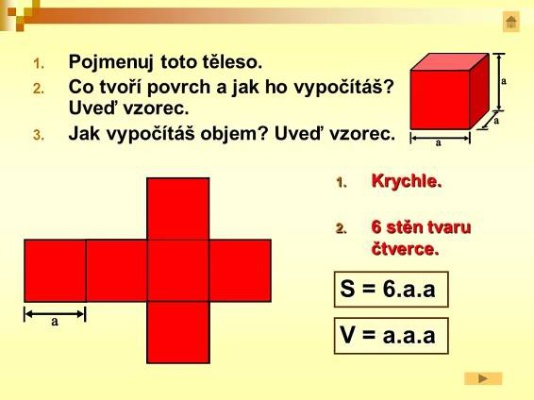 1. Pojmenuj toto těleso.
2. Co tvoří povrch a jak ho vypočítáš?
Uveď vzorec.
3. Jak vypočítáš objem? Uveď vzorec.
a
a
a
1. Krychle.
2. 6 stěn tvaru
čtverce.
S = 6.a.a
V = a.a.a
a